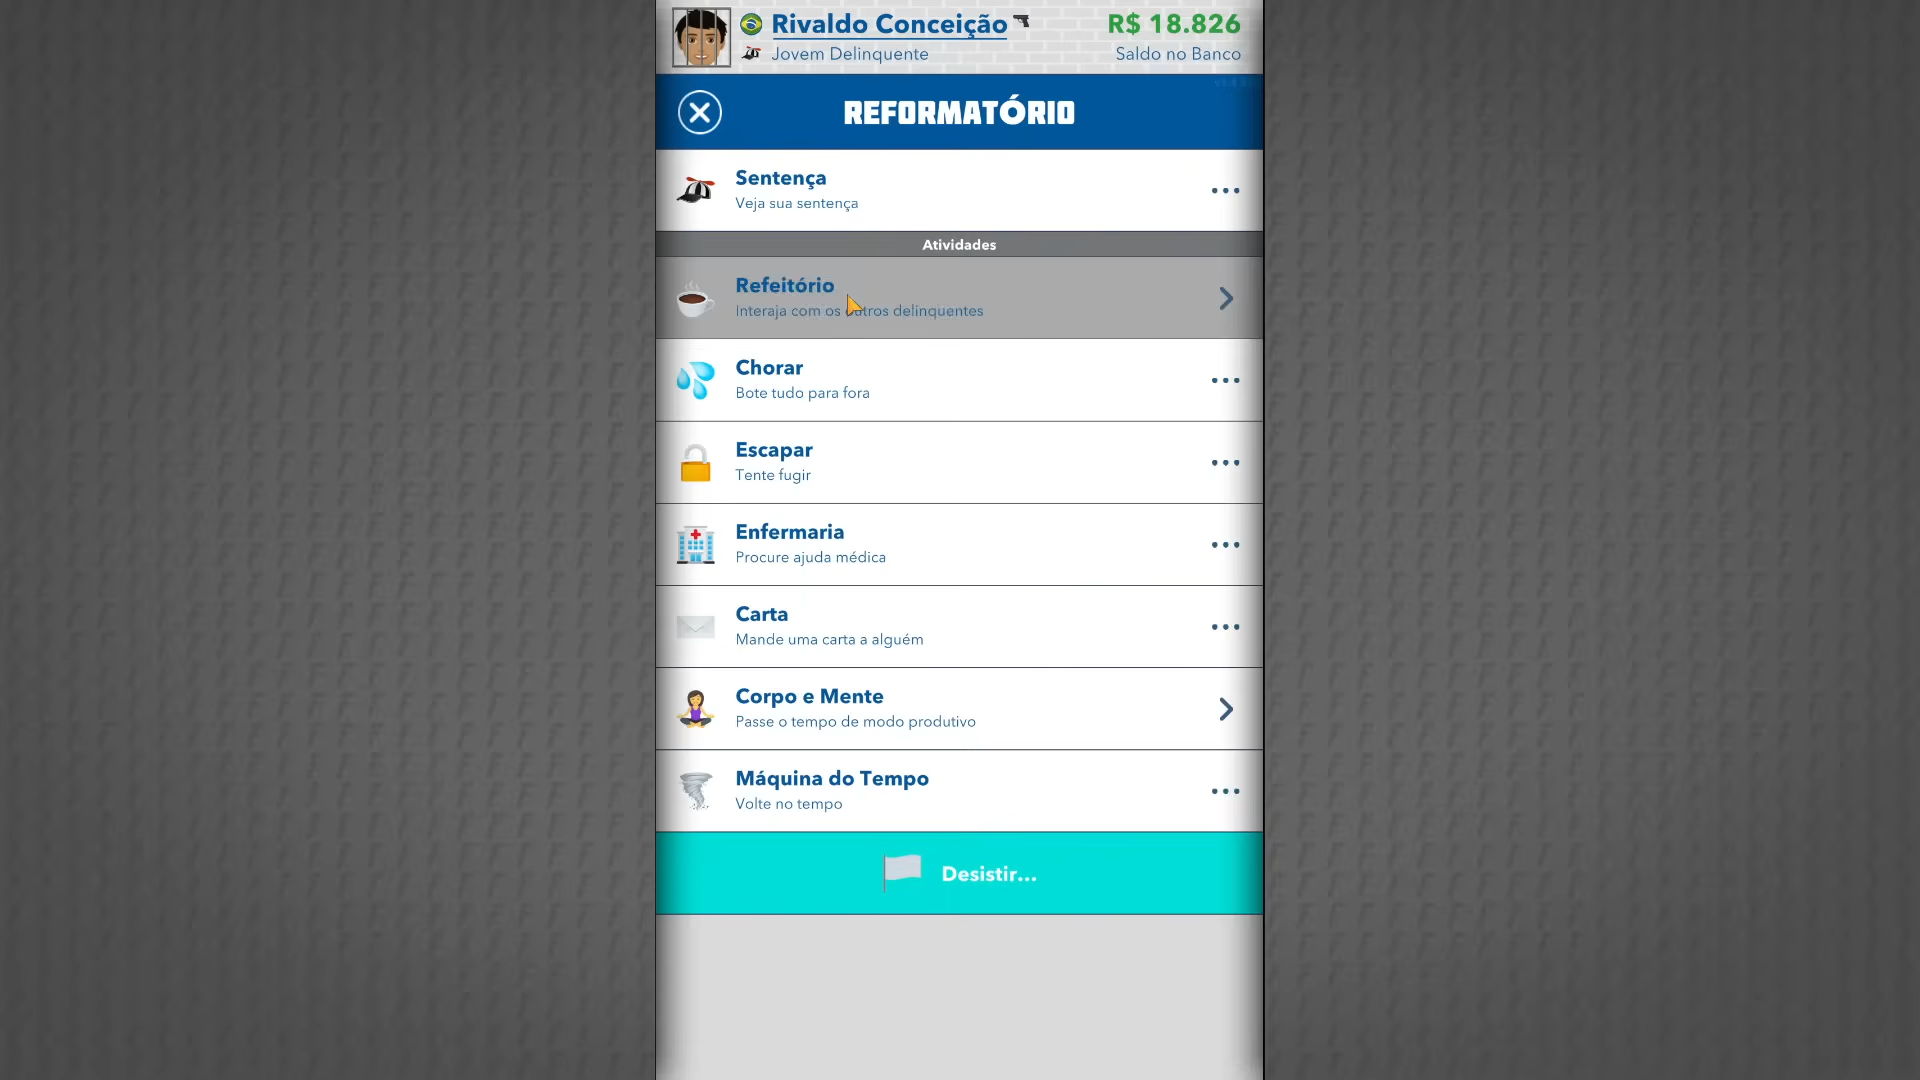 Rivaldo Conceição
R$ 18.826
Jovem Delinquente
Saldo no Banco
REFORMATÓRIO
Sentença
Veja sua sentença
Atividades
Refeitório
Interaja com os outros delinquentes
Chorar
Bote tudo para fora
Escapar
Tente fugir
Enfermaria
Procure ajuda médica
Carta
Mande uma carta a alguém
Corpo e Mente
Passe o tempo de modo produtivo
Máquina do Tempo
Volte no tempo
Desistir...